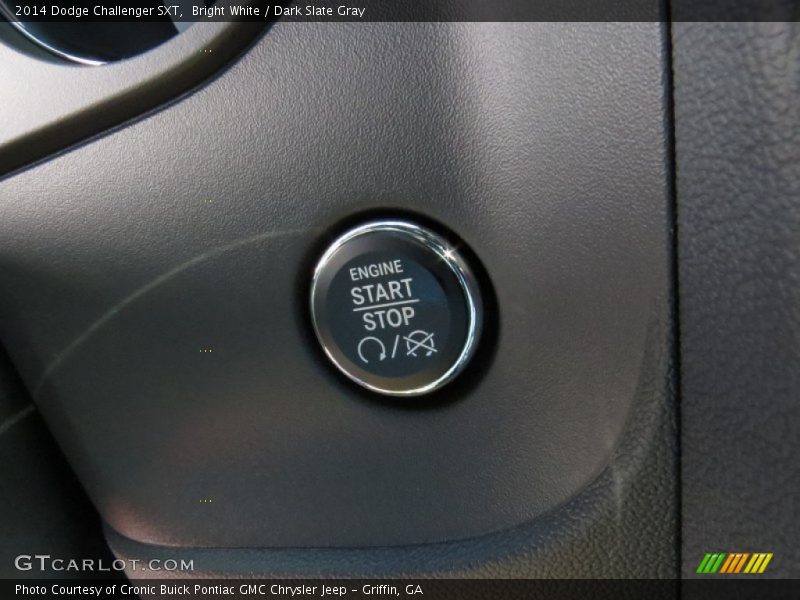 2014 Dodge Challenger SXT,  Bright White / Dark Slate Gray
ENGINE
START
STOP
GTCARLOT.COM
Photo Courtesy of Cronic Buick Pontiac GMC Chrysler Jeep - Griffin, GA